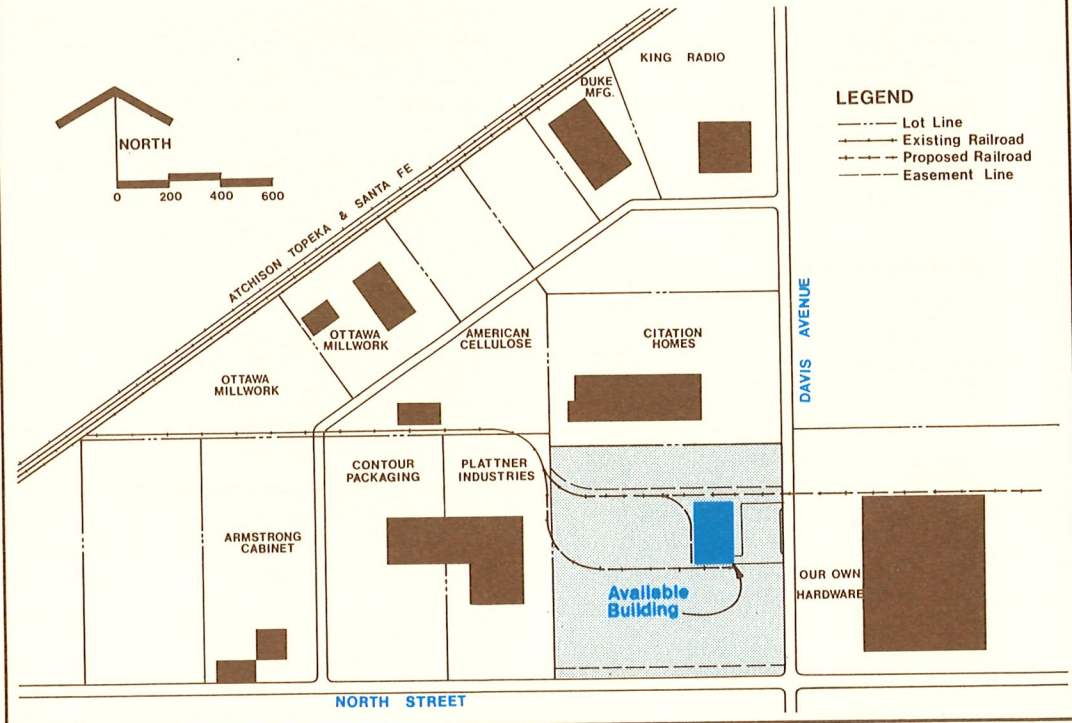 KING RADIO
DUKE
MFG.
LEGEND
Lot Line
Existing Railroad
Proposed Railroad
Easement Line
NORTH
0 200 400 600
ATCHISON TOPEKA & SANTA FE
OTTAWA
MILLWORK
AMERICAN
CELLULOSE
CITATION
HOMES
DAVIS AVENUE
OTTAWA
MILLWORK
CONTOUR
PACKAGING
PLATTNER
INDUSTRIES
ARMSTRONG
CABINET
Available
Building
OUR OWN
HARDWARE
NORTH STREET